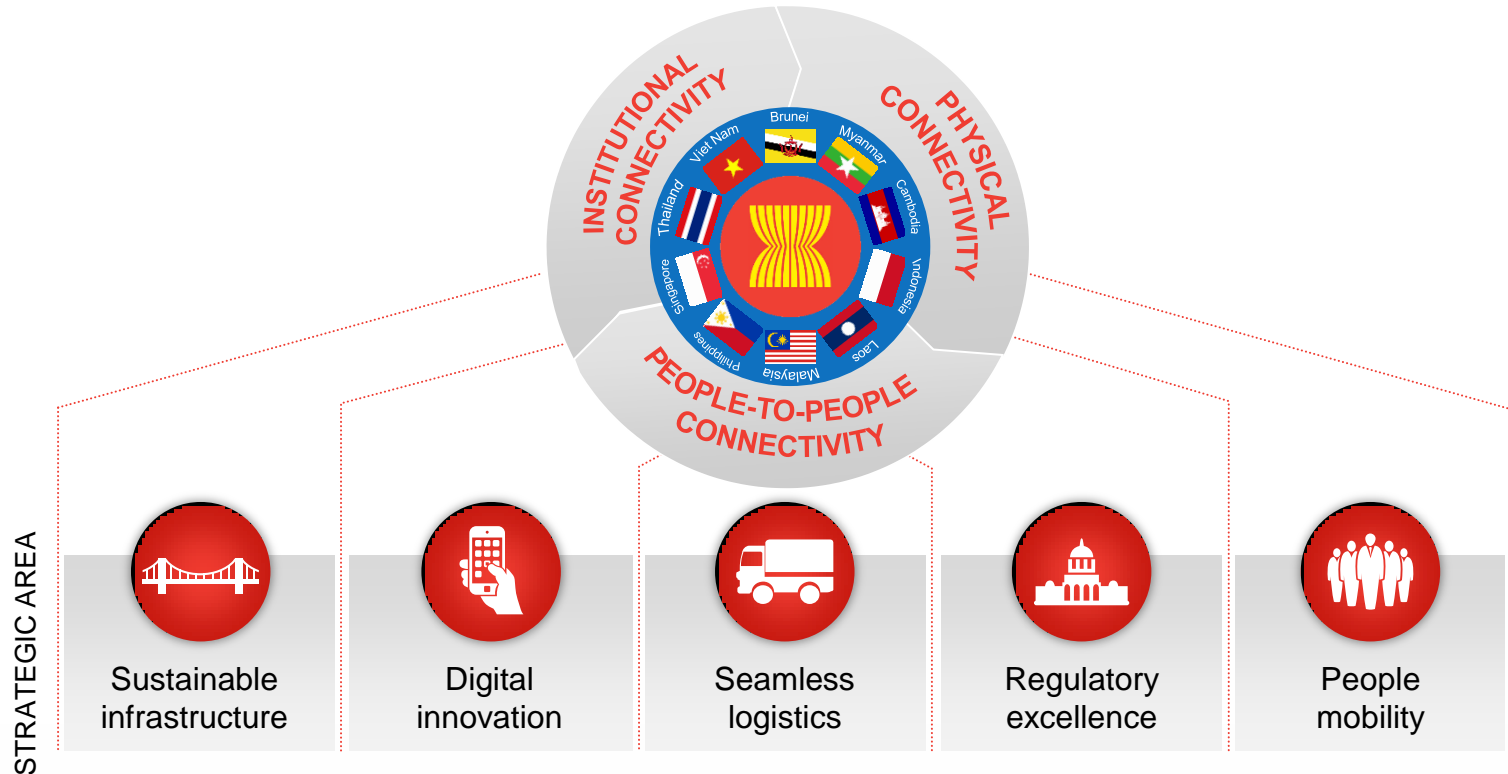 INSTITUTIONAL
CONNECTIVITY
PHYSICAL
CONNECTIVITY
PEOPLE-TO-PEOPLE
CONNECTIVITY
Brunei
Myanmar
Cambodia
Vndonesia
Laos
Malaysia
Philippines
Singapore
Thailand
Viet Nam
STRATEGIC AREA
Sustainable
infrastructure
Digital
innovation
Seamless
logistics
Regulatory
excellence
People
mobility